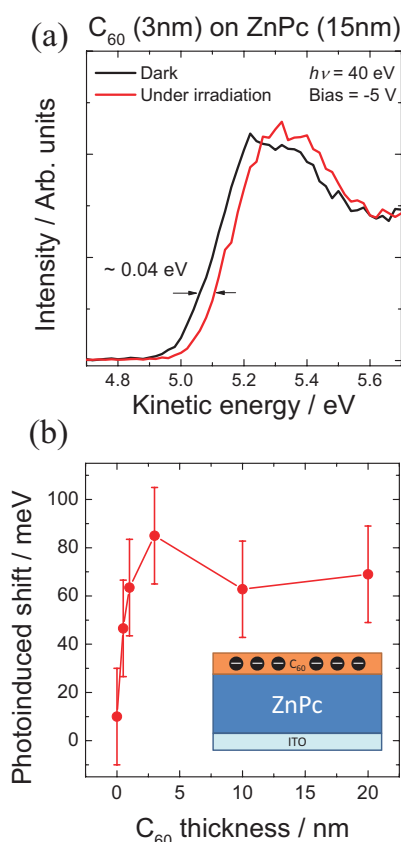 (a) C₆₀ (3nm) on ZnPc (15nm)
Dark
Under irradiation
hν = 40 eV
Bias = -5 V
~ 0.04 eV
Intensity / Arb. units
4.8 5.0 5.2 5.4 5.6
Kinetic energy / eV
(b)
100
80
60
40
20
0
Photoinduced shift / meV
C₆₀
ZnPc
ITO
0 5 10 15 20
C₆₀ thickness / nm